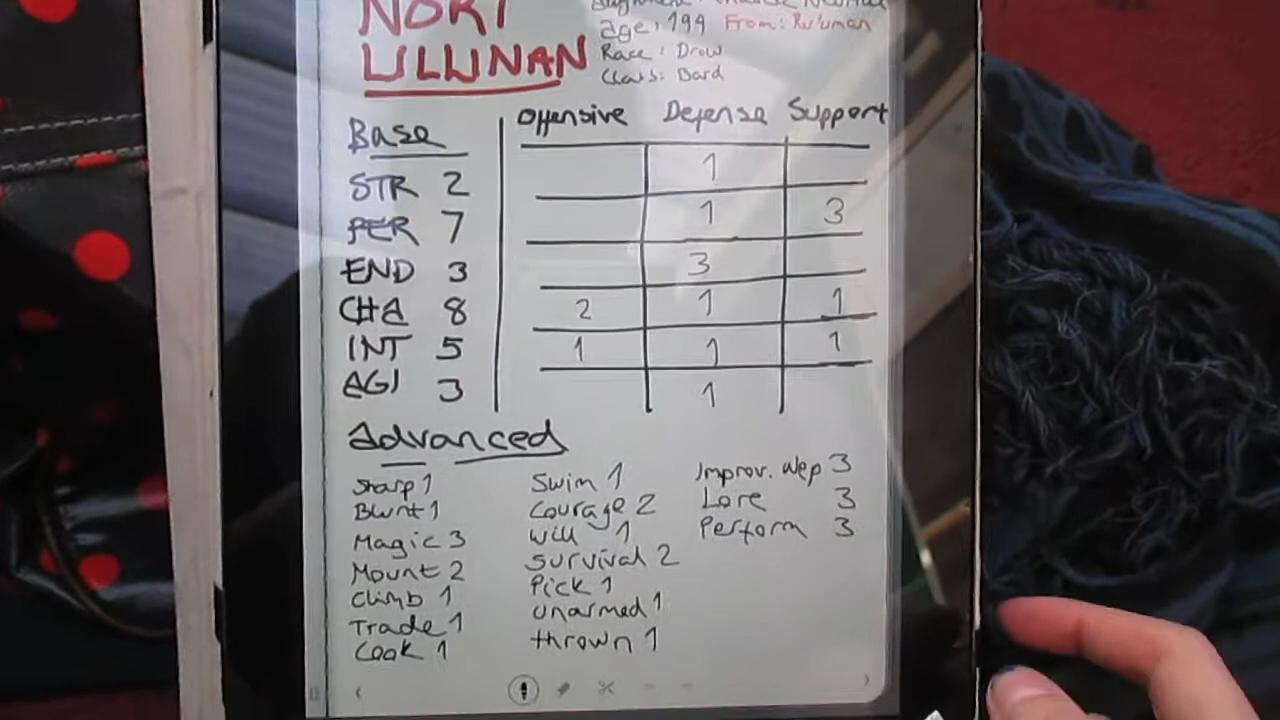 NORI
LILUNAN
Age: 199 From: Ru'uman
Race: Drow
Class: Bard
Offensive Defense Support
Base 1
STR 2 1 3
PER 7 3
END 3 2 1 1
CHA 8 1 1 1
INT 5 1
AGI 3
Advanced
Sharp 1 Swim 1 Improv. Wep 3
Blunt 1 Courage 2 Lore 3
Magic 3 Will 1 Perform 3
Mount 2 Survival 2
Climb 1 Pick 1
Trade 1 Unarmed 1
Cook 1 Thrown 1